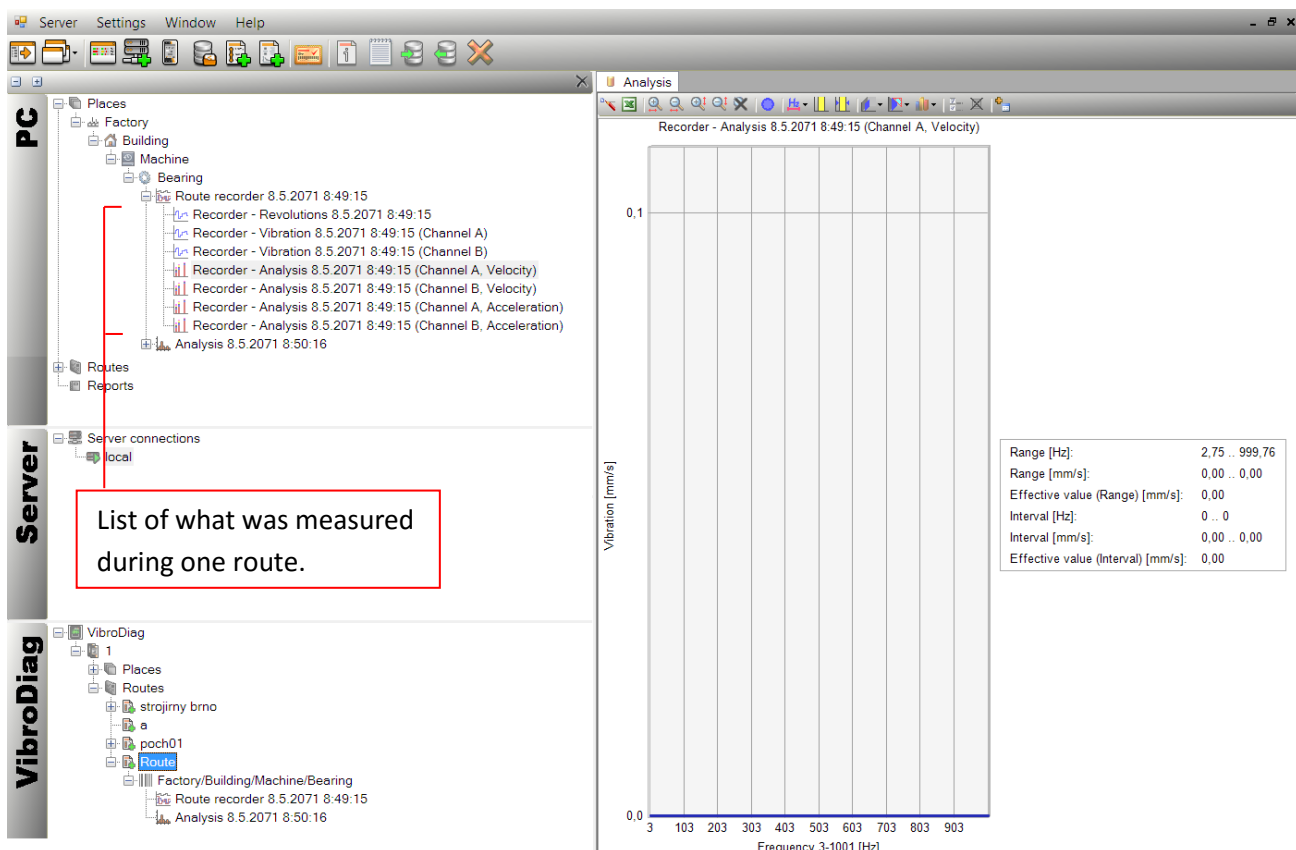 Server Settings Window Help
PC
Places
Factory
Building
Machine
Bearing
Route recorder 8.5.2071 8:49:15
Recorder - Revolutions 8.5.2071 8:49:15
Recorder - Vibration 8.5.2071 8:49:15 (Channel A)
Recorder - Vibration 8.5.2071 8:49:15 (Channel B)
Recorder - Analysis 8.5.2071 8:49:15 (Channel A, Velocity)
Recorder - Analysis 8.5.2071 8:49:15 (Channel B, Velocity)
Recorder - Analysis 8.5.2071 8:49:15 (Channel A, Acceleration)
Recorder - Analysis 8.5.2071 8:49:15 (Channel B, Acceleration)
Analysis 8.5.2071 8:50:16
Routes
Reports
Server
Server connections
local
List of what was measured
during one route.
VibroDiag
VibroDiag
1
Places
Routes
strojirny brno
a
poch01
Route
Factory/Building/Machine/Bearing
Route recorder 8.5.2071 8:49:15
Analysis 8.5.2071 8:50:16
Analysis
Recorder - Analysis 8.5.2071 8:49:15 (Channel A, Velocity)
0,1
Vibration [mm/s]
0,0
3 103 203 303 403 503 603 703 803 903
Frequency 3-1001 [Hz]
Range [Hz]: 2,75 .. 999,76
Range [mm/s]: 0,00 .. 0,00
Effective value (Range) [mm/s]: 0,00
Interval [Hz]: 0 .. 0
Interval [mm/s]: 0,00 .. 0,00
Effective value (Interval) [mm/s]: 0,00